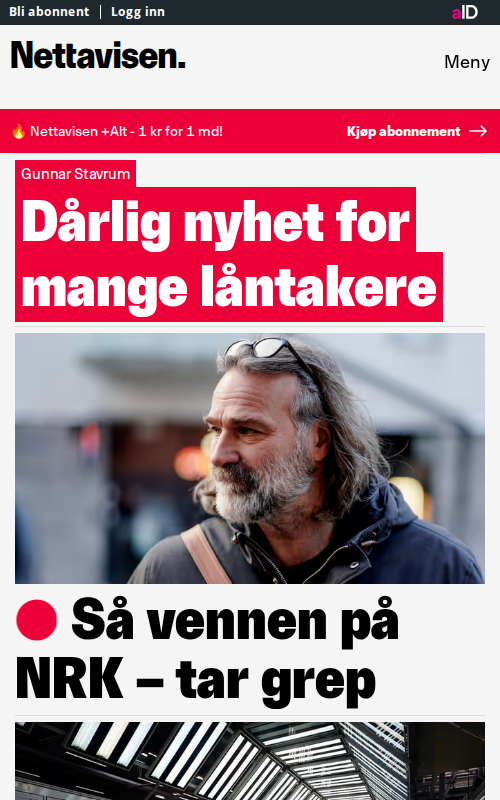 Bli abonnent | Logg inn
aID
Nettavisen.
Meny
🔥 Nettavisen +Alt - 1 kr for 1 md!
Kjøp abonnement →
Gunnar Stavrum
Dårlig nyhet for
mange låntakere
Så vennen på
NRK – tar grep